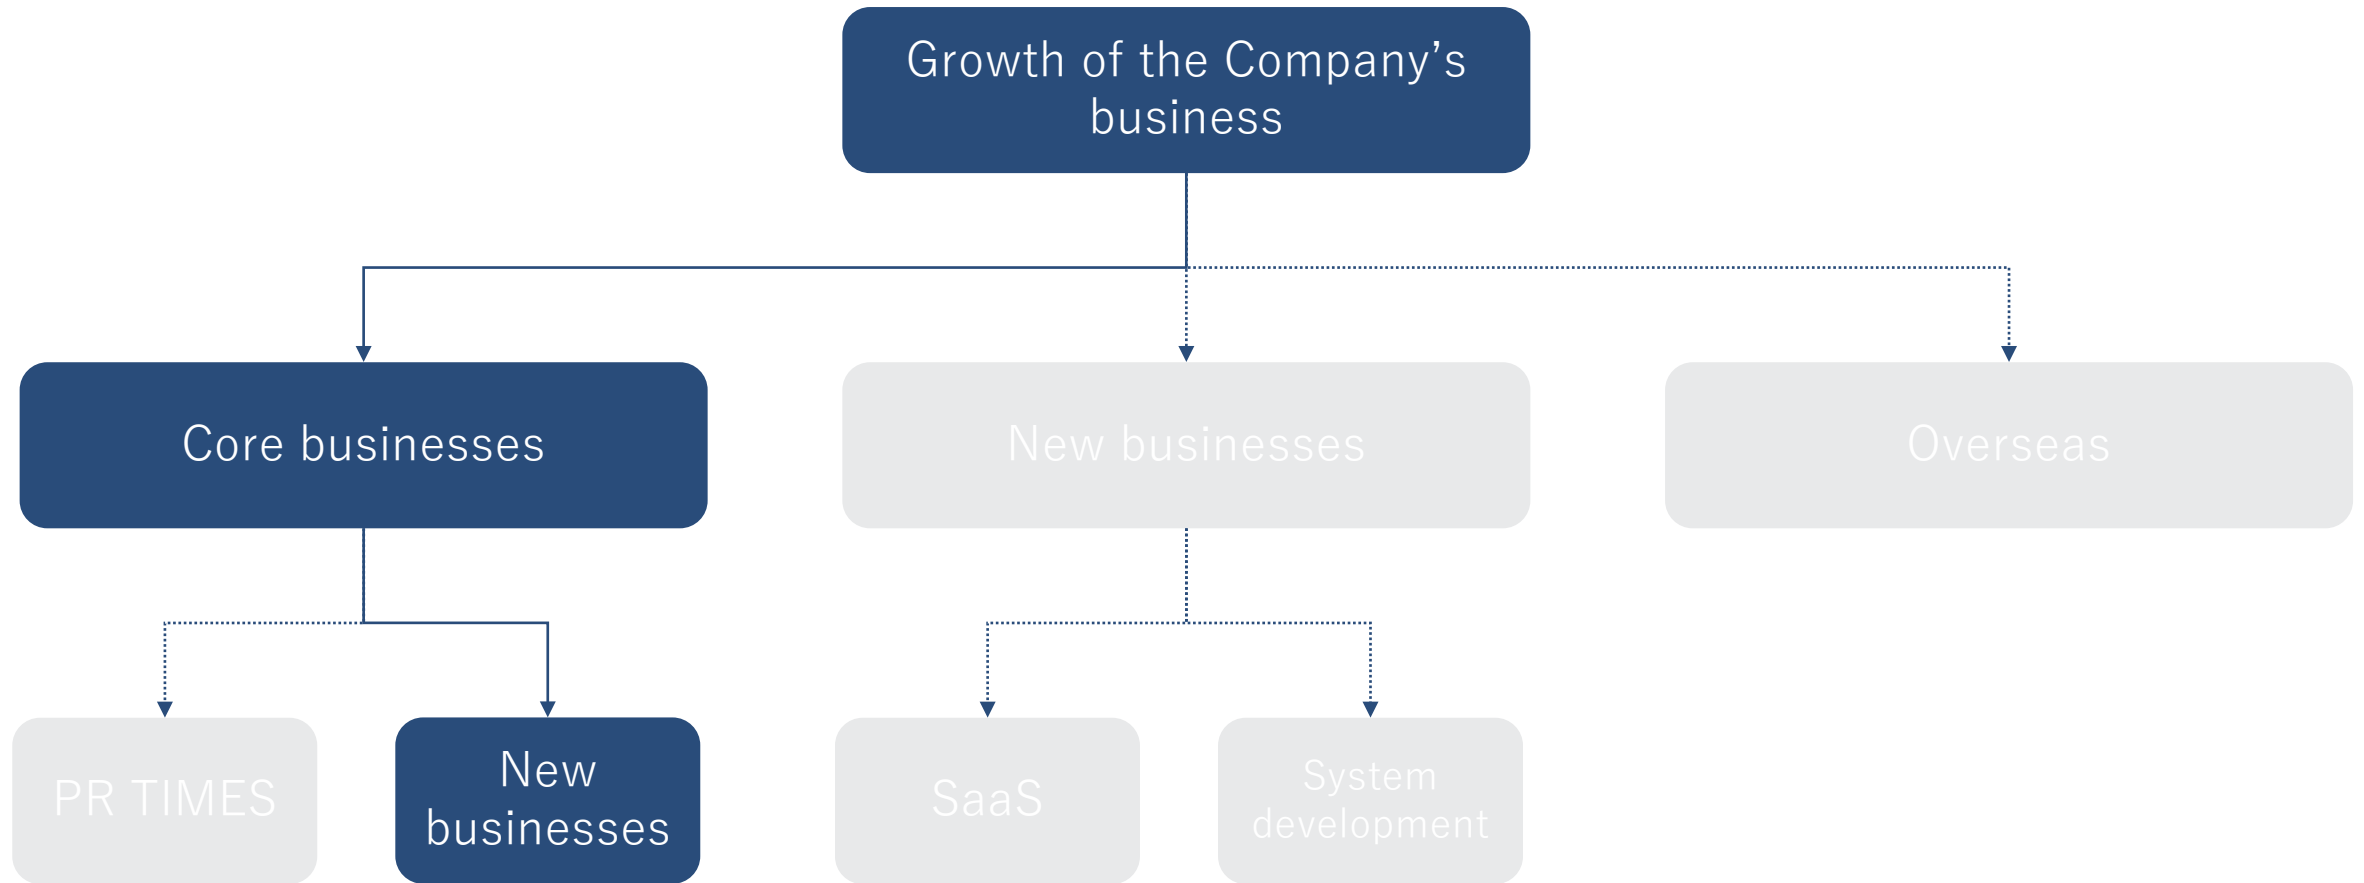 Growth of the Company’s
business
Core businesses
New businesses
Overseas
PR TIMES
New
businesses
SaaS
System
development